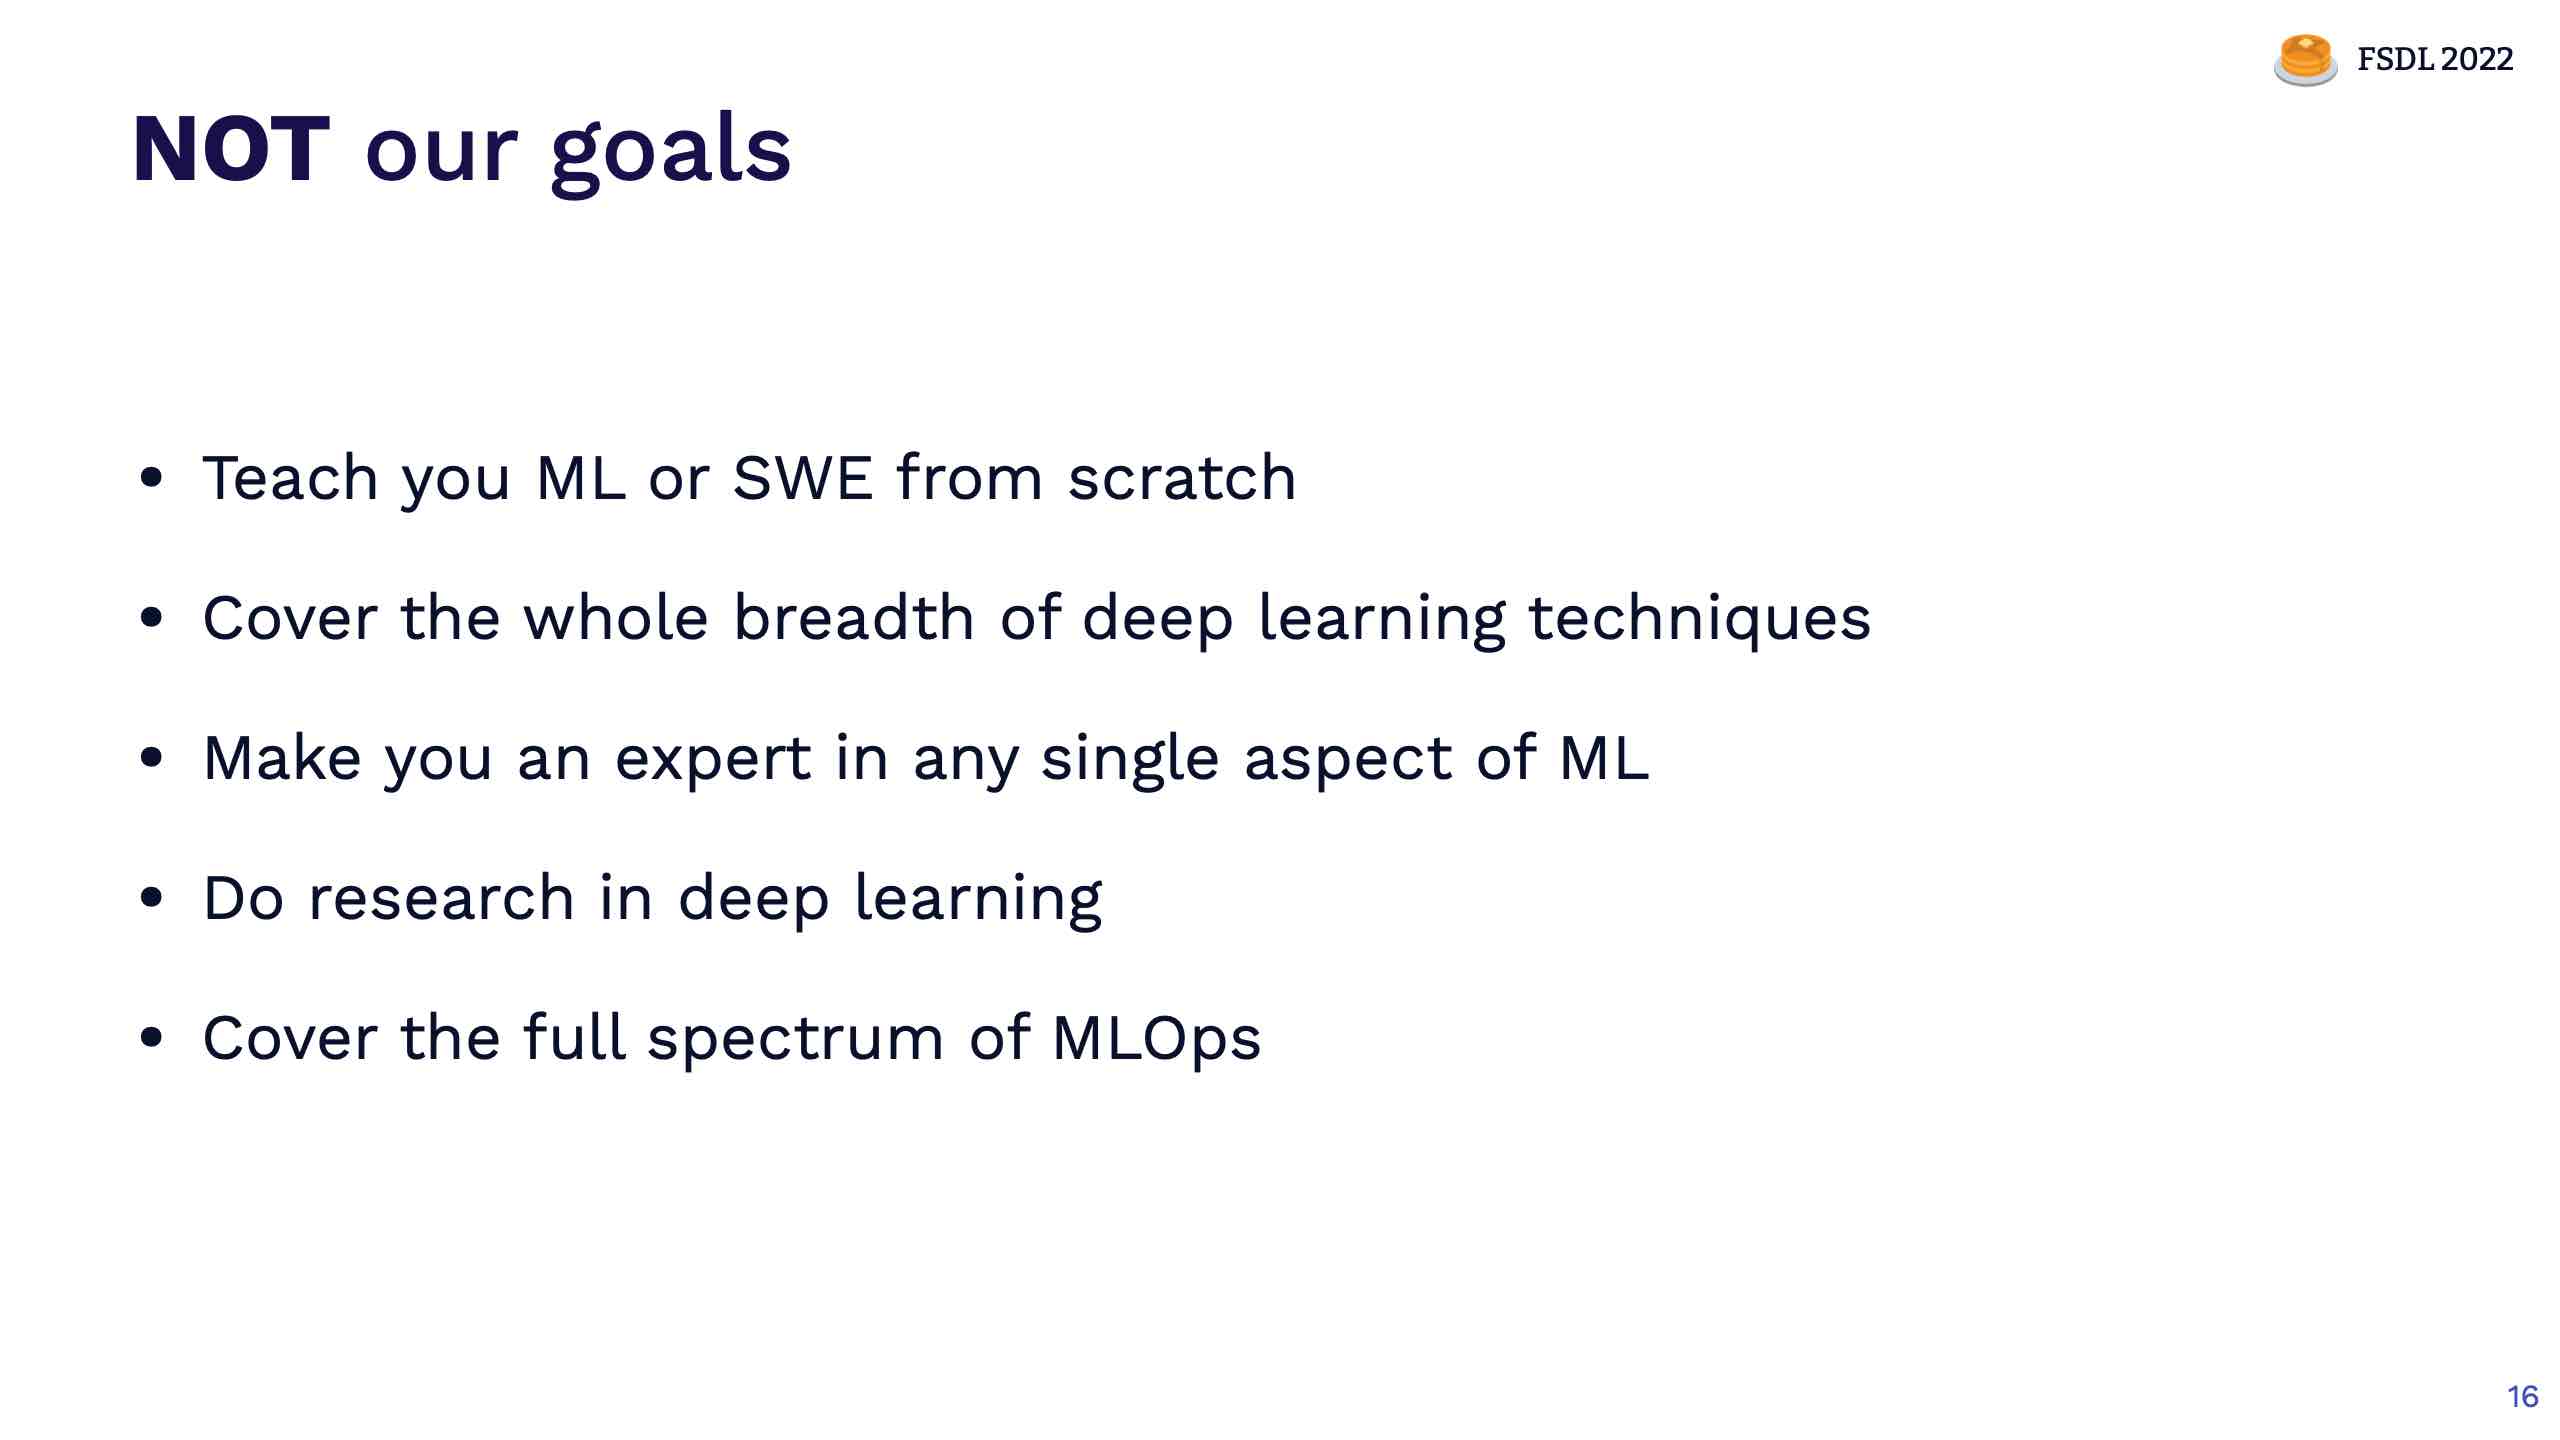 FSDL 2022
NOT our goals
• Teach you ML or SWE from scratch
• Cover the whole breadth of deep learning techniques
• Make you an expert in any single aspect of ML
• Do research in deep learning
• Cover the full spectrum of MLOps
16